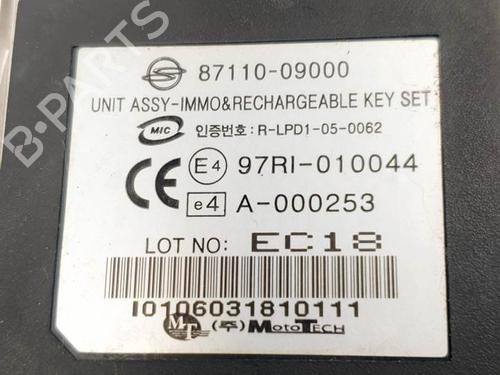 B-PARTS
87110-09000
UNIT ASSY-IMMO&RECHARGEABLE KEY SET
MIC 인증번호: R-LPD1-05-0062
E4 97RI-010044
CE e4 A-000253
LOT NO: EC18
I0106031810111
MT (주) MOTOTECH